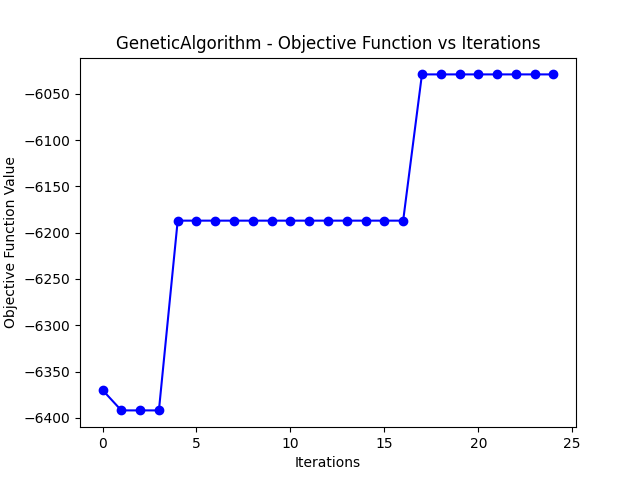 GeneticAlgorithm - Objective Function vs Iterations
Objective Function Value
−6050
−6100
−6150
−6200
−6250
−6300
−6350
−6400
0 5 10 15 20 25
Iterations